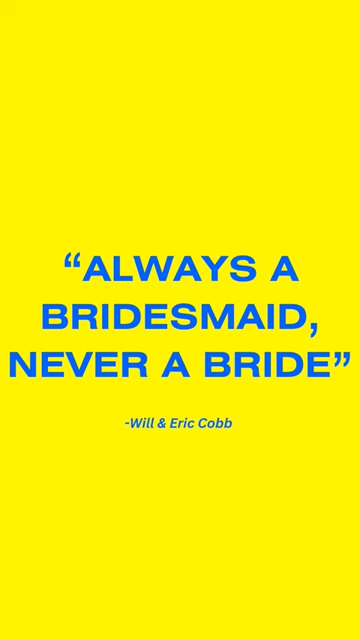 “ALWAYS A
BRIDESMAID,
NEVER A BRIDE”
-Will & Eric Cobb